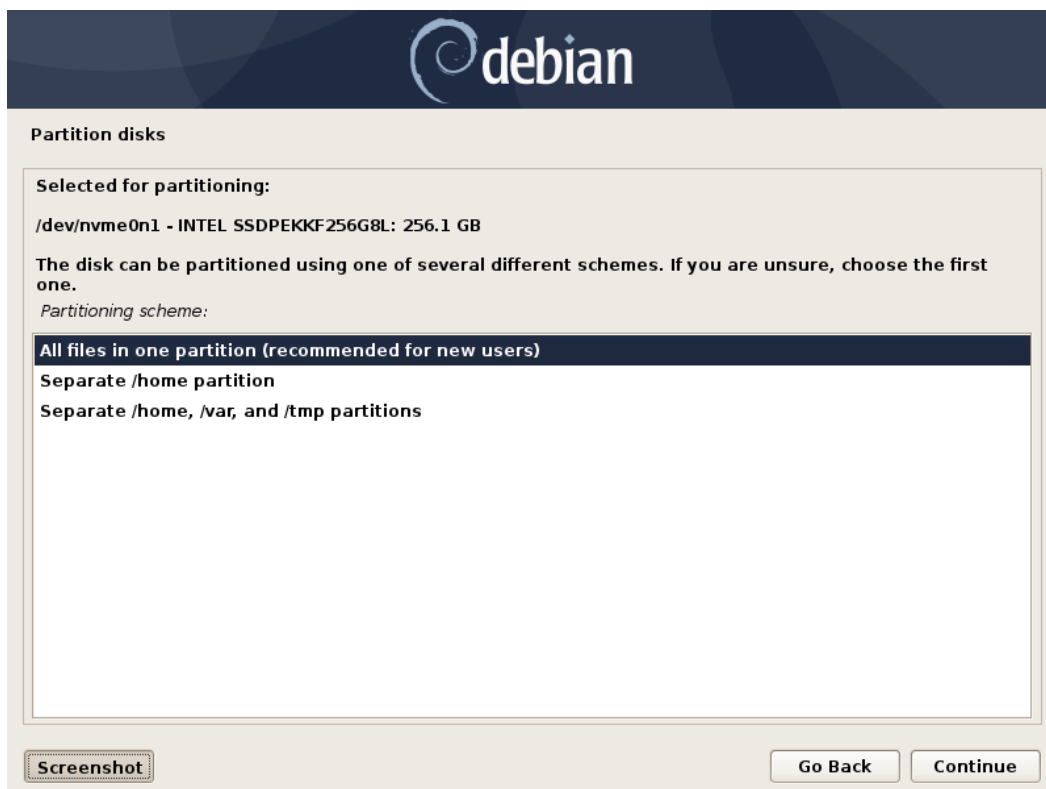 debian
Partition disks
Selected for partitioning:
/dev/nvme0n1 - INTEL SSDPEKKF256G8L: 256.1 GB
The disk can be partitioned using one of several different schemes. If you are unsure, choose the first
one.
Partitioning scheme:
All files in one partition (recommended for new users)
Separate /home partition
Separate /home, /var, and /tmp partitions
Screenshot
Go Back
Continue